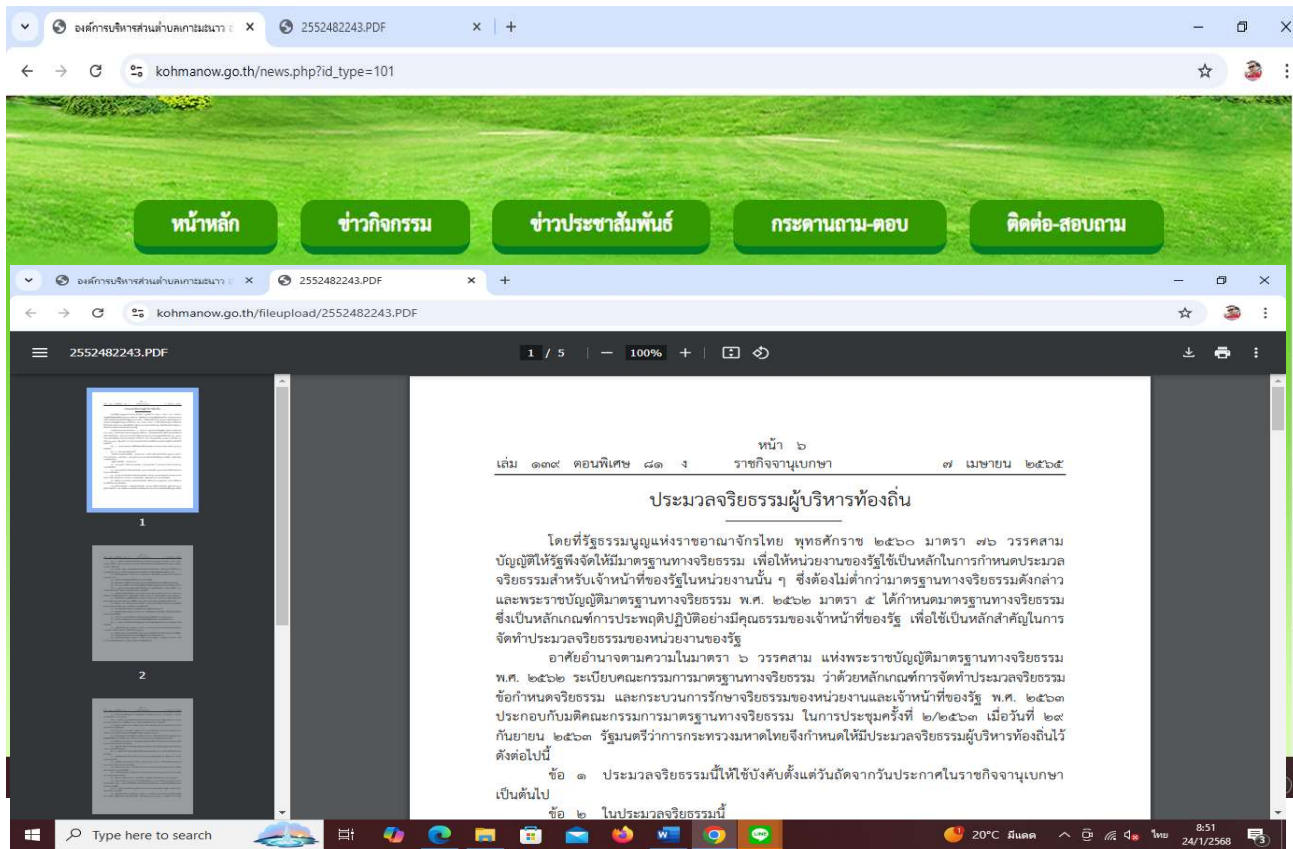 องค์การบริหารส่วนตำบลเกาะมะนาว อ
2552482243.PDF
kohmanow.go.th/news.php?id_type=101
หน้าหลัก
ข่าวกิจกรรม
ข่าวประชาสัมพันธ์
กระดานถาม-ตอบ
ติดต่อ-สอบถาม
องค์การบริหารส่วนตำบลเกาะมะนาว อ
2552482243.PDF
kohmanow.go.th/fileupload/2552482243.PDF
2552482243.PDF
1 / 5
100%
1
2
หน้า ๖
เล่ม ๑๓๙ ตอนพิเศษ ๘๑ ง ราชกิจจานุเบกษา ๗ เมษายน ๒๕๖๕
ประมวลจริยธรรมผู้บริหารท้องถิ่น
โดยที่รัฐธรรมนูญแห่งราชอาณาจักรไทย พุทธศักราช ๒๕๖๐ มาตรา ๗๖ วรรคสาม
บัญญัติให้รัฐพึงจัดให้มีมาตรฐานทางจริยธรรม เพื่อให้หน่วยงานของรัฐใช้เป็นหลักในการกำหนดประมวล
จริยธรรมสำหรับเจ้าหน้าที่ของรัฐในหน่วยงานนั้น ๆ ซึ่งต้องไม่ต่ำกว่ามาตรฐานทางจริยธรรมดังกล่าว
และพระราชบัญญัติมาตรฐานทางจริยธรรม พ.ศ. ๒๕๖๒ มาตรา ๕ ได้กำหนดมาตรฐานทางจริยธรรม
ซึ่งเป็นหลักเกณฑ์การประพฤติปฏิบัติอย่างมีคุณธรรมของเจ้าหน้าที่ของรัฐ เพื่อใช้เป็นหลักสำคัญในการ
จัดทำประมวลจริยธรรมของหน่วยงานของรัฐ
อาศัยอำนาจตามความในมาตรา ๖ วรรคสาม แห่งพระราชบัญญัติมาตรฐานทางจริยธรรม
พ.ศ. ๒๕๖๒ ระเบียบคณะกรรมการมาตรฐานทางจริยธรรม ว่าด้วยหลักเกณฑ์การจัดทำประมวลจริยธรรม
ข้อกำหนดจริยธรรม และกระบวนการรักษาจริยธรรมของหน่วยงานและเจ้าหน้าที่ของรัฐ พ.ศ. ๒๕๖๓
ประกอบกับมติคณะกรรมการมาตรฐานทางจริยธรรม ในการประชุมครั้งที่ ๒/๒๕๖๓ เมื่อวันที่ ๒๙
กันยายน ๒๕๖๓ รัฐมนตรีว่าการกระทรวงมหาดไทยจึงกำหนดให้มีประมวลจริยธรรมผู้บริหารท้องถิ่นไว้
ดังต่อไปนี้
ข้อ ๑ ประมวลจริยธรรมนี้ให้ใช้บังคับตั้งแต่วันถัดจากวันประกาศในราชกิจจานุเบกษา
เป็นต้นไป
ข้อ ๒ ในประมวลจริยธรรมนี้
Type here to search
20°C มีแดด
ไทย
8:51
24/1/2568